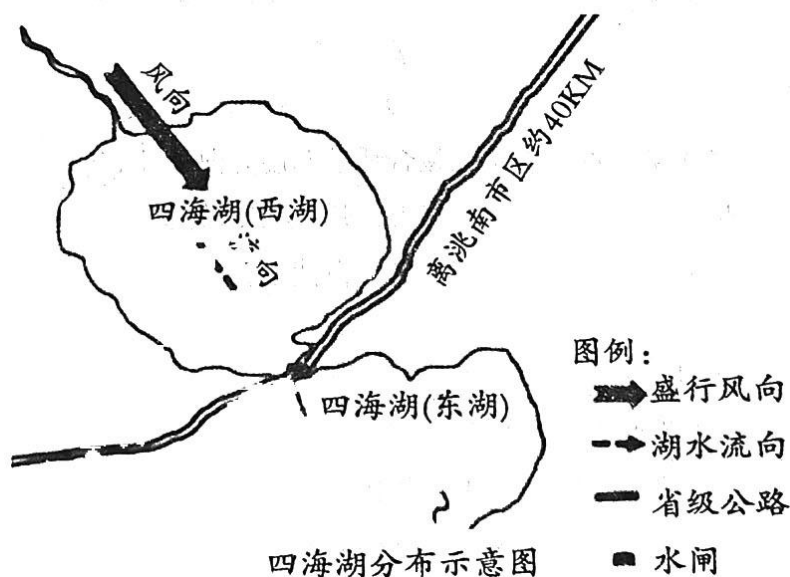 风向
离洮南市区约40KM
四海湖(西湖)
向
四海湖(东湖)
图例：
盛行风向
湖水流向
省级公路
水闸
四海湖分布示意图